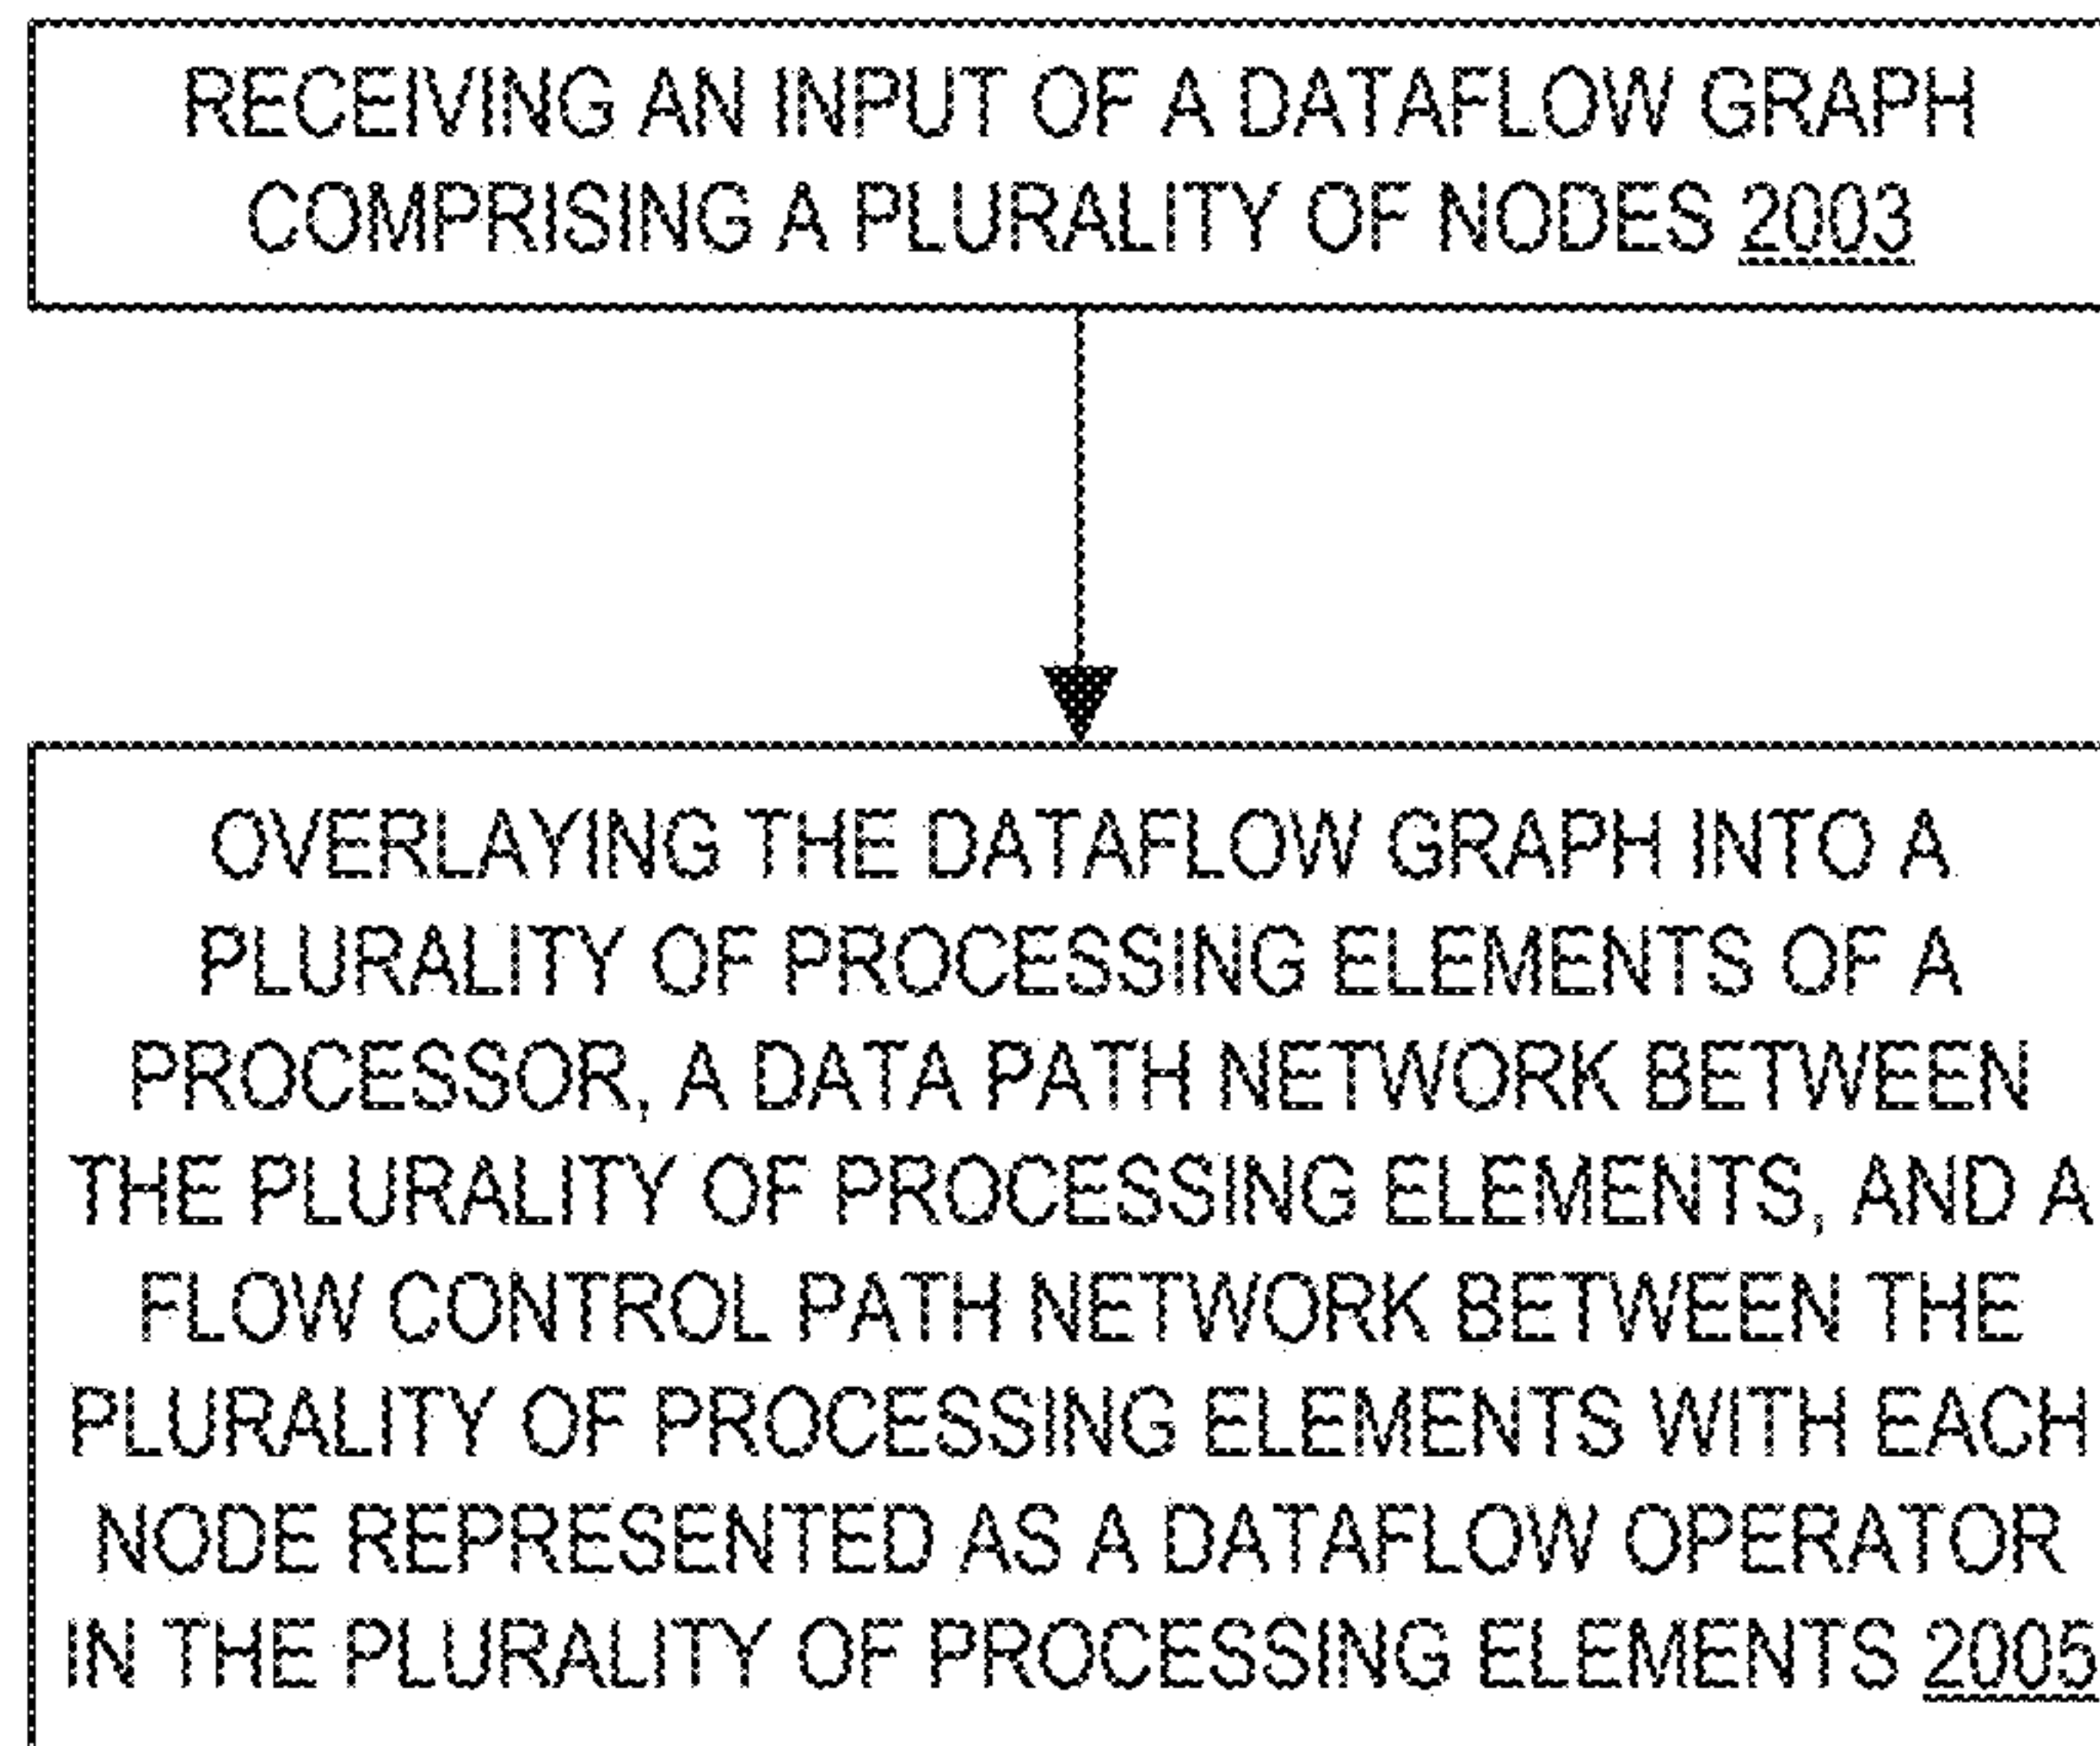 RECEIVING AN INPUT OF A DATAFLOW GRAPH
COMPRISING A PLURALITY OF NODES 2003
OVERLAYING THE DATAFLOW GRAPH INTO A
PLURALITY OF PROCESSING ELEMENTS OF A
PROCESSOR, A DATA PATH NETWORK BETWEEN
THE PLURALITY OF PROCESSING ELEMENTS, AND A
FLOW CONTROL PATH NETWORK BETWEEN THE
PLURALITY OF PROCESSING ELEMENTS WITH EACH
NODE REPRESENTED AS A DATAFLOW OPERATOR
IN THE PLURALITY OF PROCESSING ELEMENTS 2005